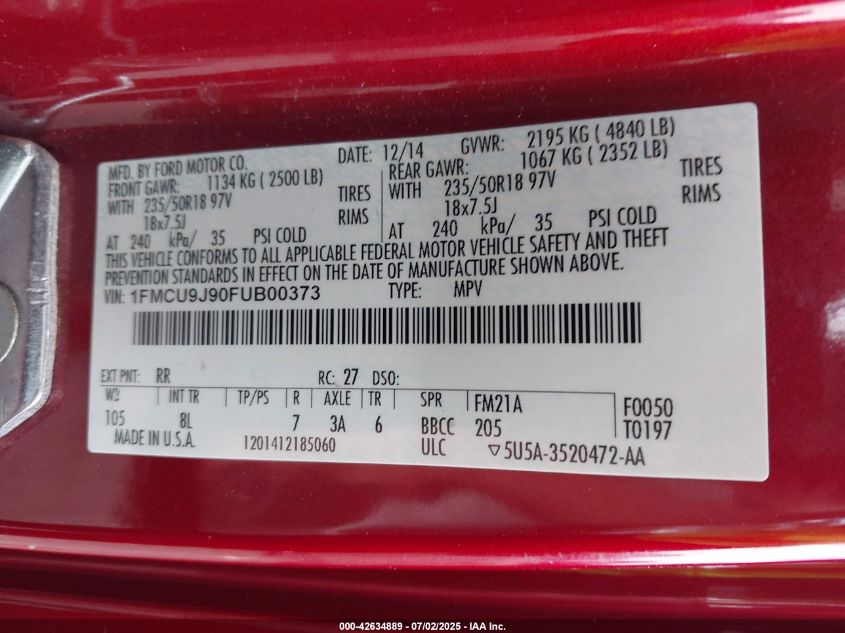 MFD. BY FORD MOTOR CO. DATE: 12/14 GVWR: 2195 KG ( 4840 LB)
FRONT GAWR: 1134 KG ( 2500 LB) REAR GAWR: 1067 KG ( 2352 LB)
WITH 235/50R18 97V TIRES WITH 235/50R18 97V TIRES
18x7.5J RIMS 18x7.5J RIMS
AT 240 kPa/ 35 PSI COLD AT 240 kPa/ 35 PSI COLD
THIS VEHICLE CONFORMS TO ALL APPLICABLE FEDERAL MOTOR VEHICLE SAFETY AND THEFT
PREVENTION STANDARDS IN EFFECT ON THE DATE OF MANUFACTURE SHOWN ABOVE.
VIN: 1FMCU9J90FUB00373 TYPE: MPV
EXT PNT: RR RC: 27 DSO:
WB INT TR TP/PS R AXLE TR SPR FM21A F0050
105 8L 7 3A 6 BBCC 205 T0197
MADE IN U.S.A. 1201412185060 ULC ▽5U5A-3520472-AA
000-42634889 - 07/02/2025 - IAA Inc.